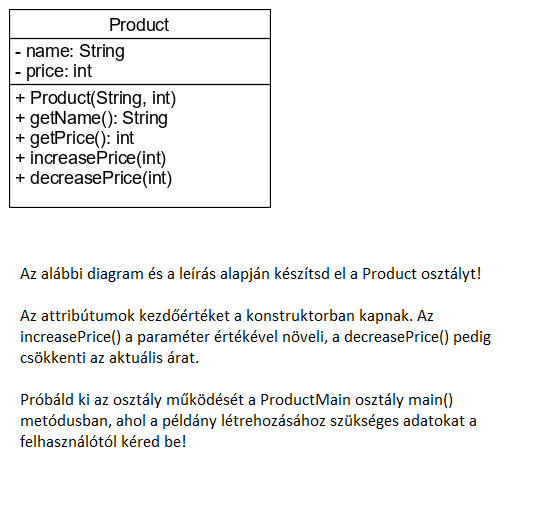 Product
- name: String
- price: int
+ Product(String, int)
+ getName(): String
+ getPrice(): int
+ increasePrice(int)
+ decreasePrice(int)
Az alábbi diagram és a leírás alapján készítsd el a Product osztályt!
Az attribútumok kezdőértéket a konstruktorban kapnak. Az
increasePrice() a paraméter értékével növeli, a decreasePrice() pedig
csökkenti az aktuális árat.
Próbáld ki az osztály működését a ProductMain osztály main()
metódusban, ahol a példány létrehozásához szükséges adatokat a
felhasználótól kéred be!